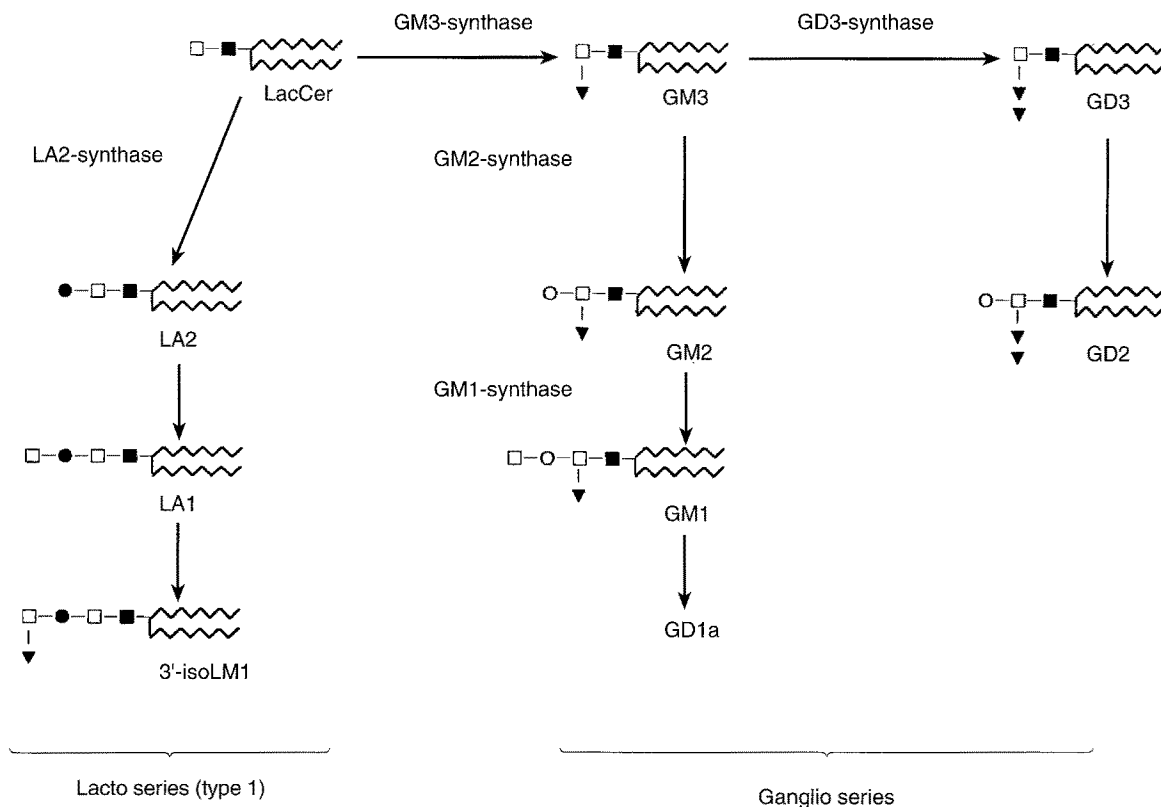 GM3-synthase
GD3-synthase
LacCer
GM3
GD3
LA2-synthase
GM2-synthase
LA2
GM2
GD2
GM1-synthase
LA1
GM1
GD1a
3'-isoLM1
Lacto series (type 1)
Ganglio series